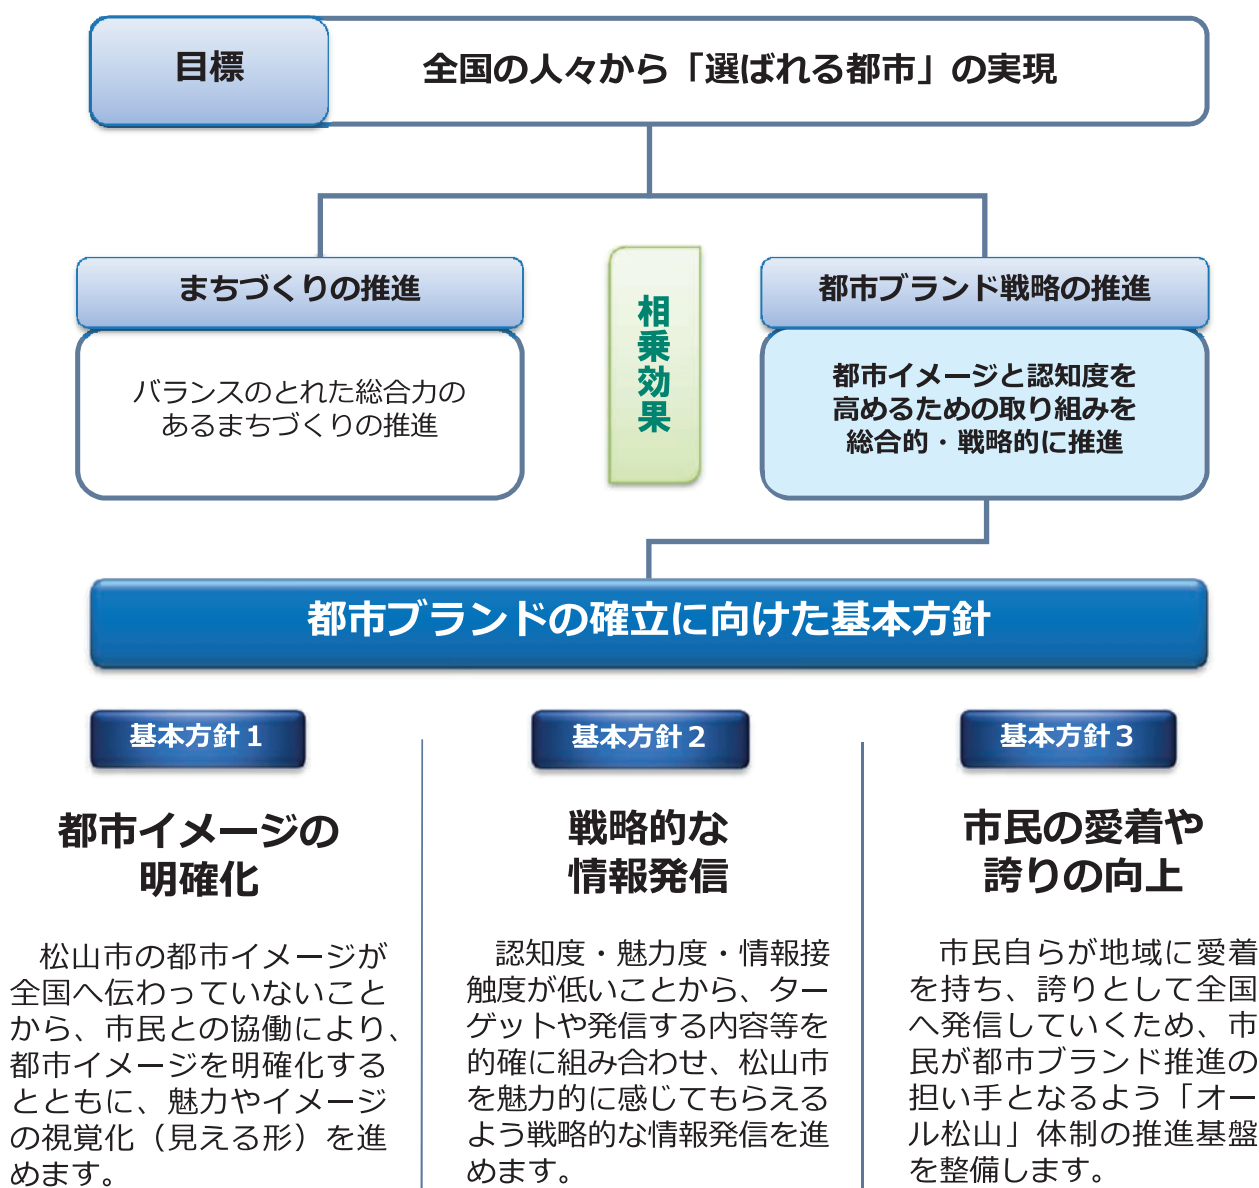 目標
全国の人々から「選ばれる都市」の実現
まちづくりの推進
バランスのとれた総合力の
あるまちづくりの推進
相乗効果
都市ブランド戦略の推進
都市イメージと認知度を
高めるための取り組みを
総合的・戦略的に推進
都市ブランドの確立に向けた基本方針
基本方針１
都市イメージの
明確化
松山市の都市イメージが
全国へ伝わっていないこと
から、市民との協働により、
都市イメージを明確化する
とともに、魅力やイメージ
の視覚化（見える形）を進
めます。
基本方針２
戦略的な
情報発信
認知度・魅力度・情報接
触度が低いことから、ター
ゲットや発信する内容等を
的確に組み合わせ、松山市
を魅力的に感じてもらえる
よう戦略的な情報発信を進
めます。
基本方針３
市民の愛着や
誇りの向上
市民自らが地域に愛着
を持ち、誇りとして全国
へ発信していくため、市
民が都市ブランド推進の
担い手となるよう「オー
ル松山」体制の推進基盤
を整備します。